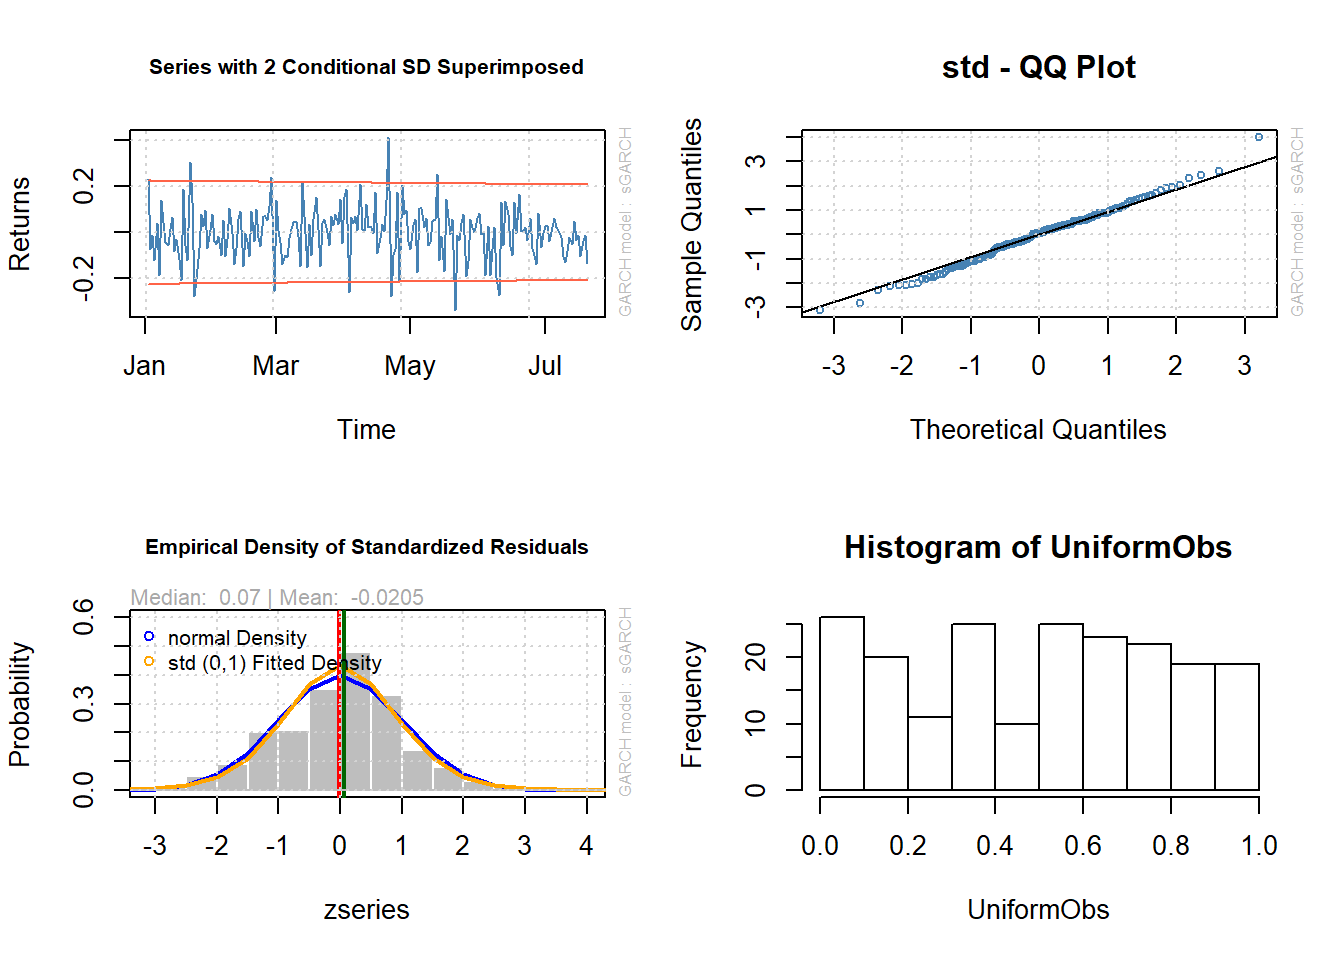 Series with 2 Conditional SD Superimposed
Returns
0.2
-0.2
Jan
Mar
May
Jul
Time
GARCH model : sGARCH
std - QQ Plot
Sample Quantiles
3
1
-1
-3
-3
-2
-1
0
1
2
3
Theoretical Quantiles
GARCH model : sGARCH
Empirical Density of Standardized Residuals
Median: 0.07 | Mean: -0.0205
normal Density
std (0,1) Fitted Density
Probability
0.6
0.3
0.0
-3
-2
-1
0
1
2
3
4
zseries
GARCH model : sGARCH
Histogram of UniformObs
Frequency
20
10
0
0.0
0.2
0.4
0.6
0.8
1.0
UniformObs